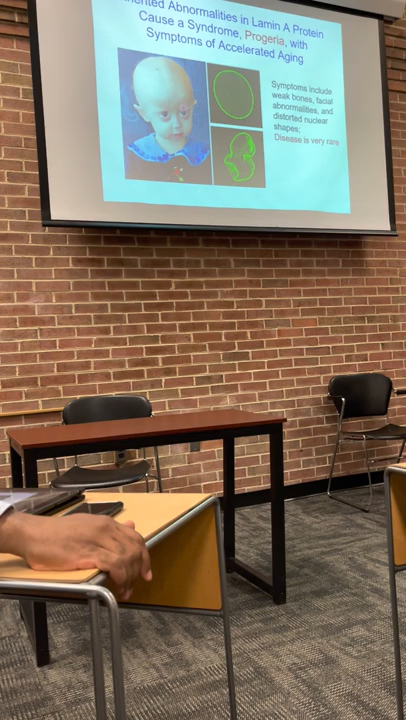 Abnormalities in Lamin A Protein
Cause a Syndrome, Progeria, with
Symptoms of Accelerated Aging
Symptoms include
weak bones, facial
abnormalities, and
distorted nuclear
shapes;
Disease is very rare